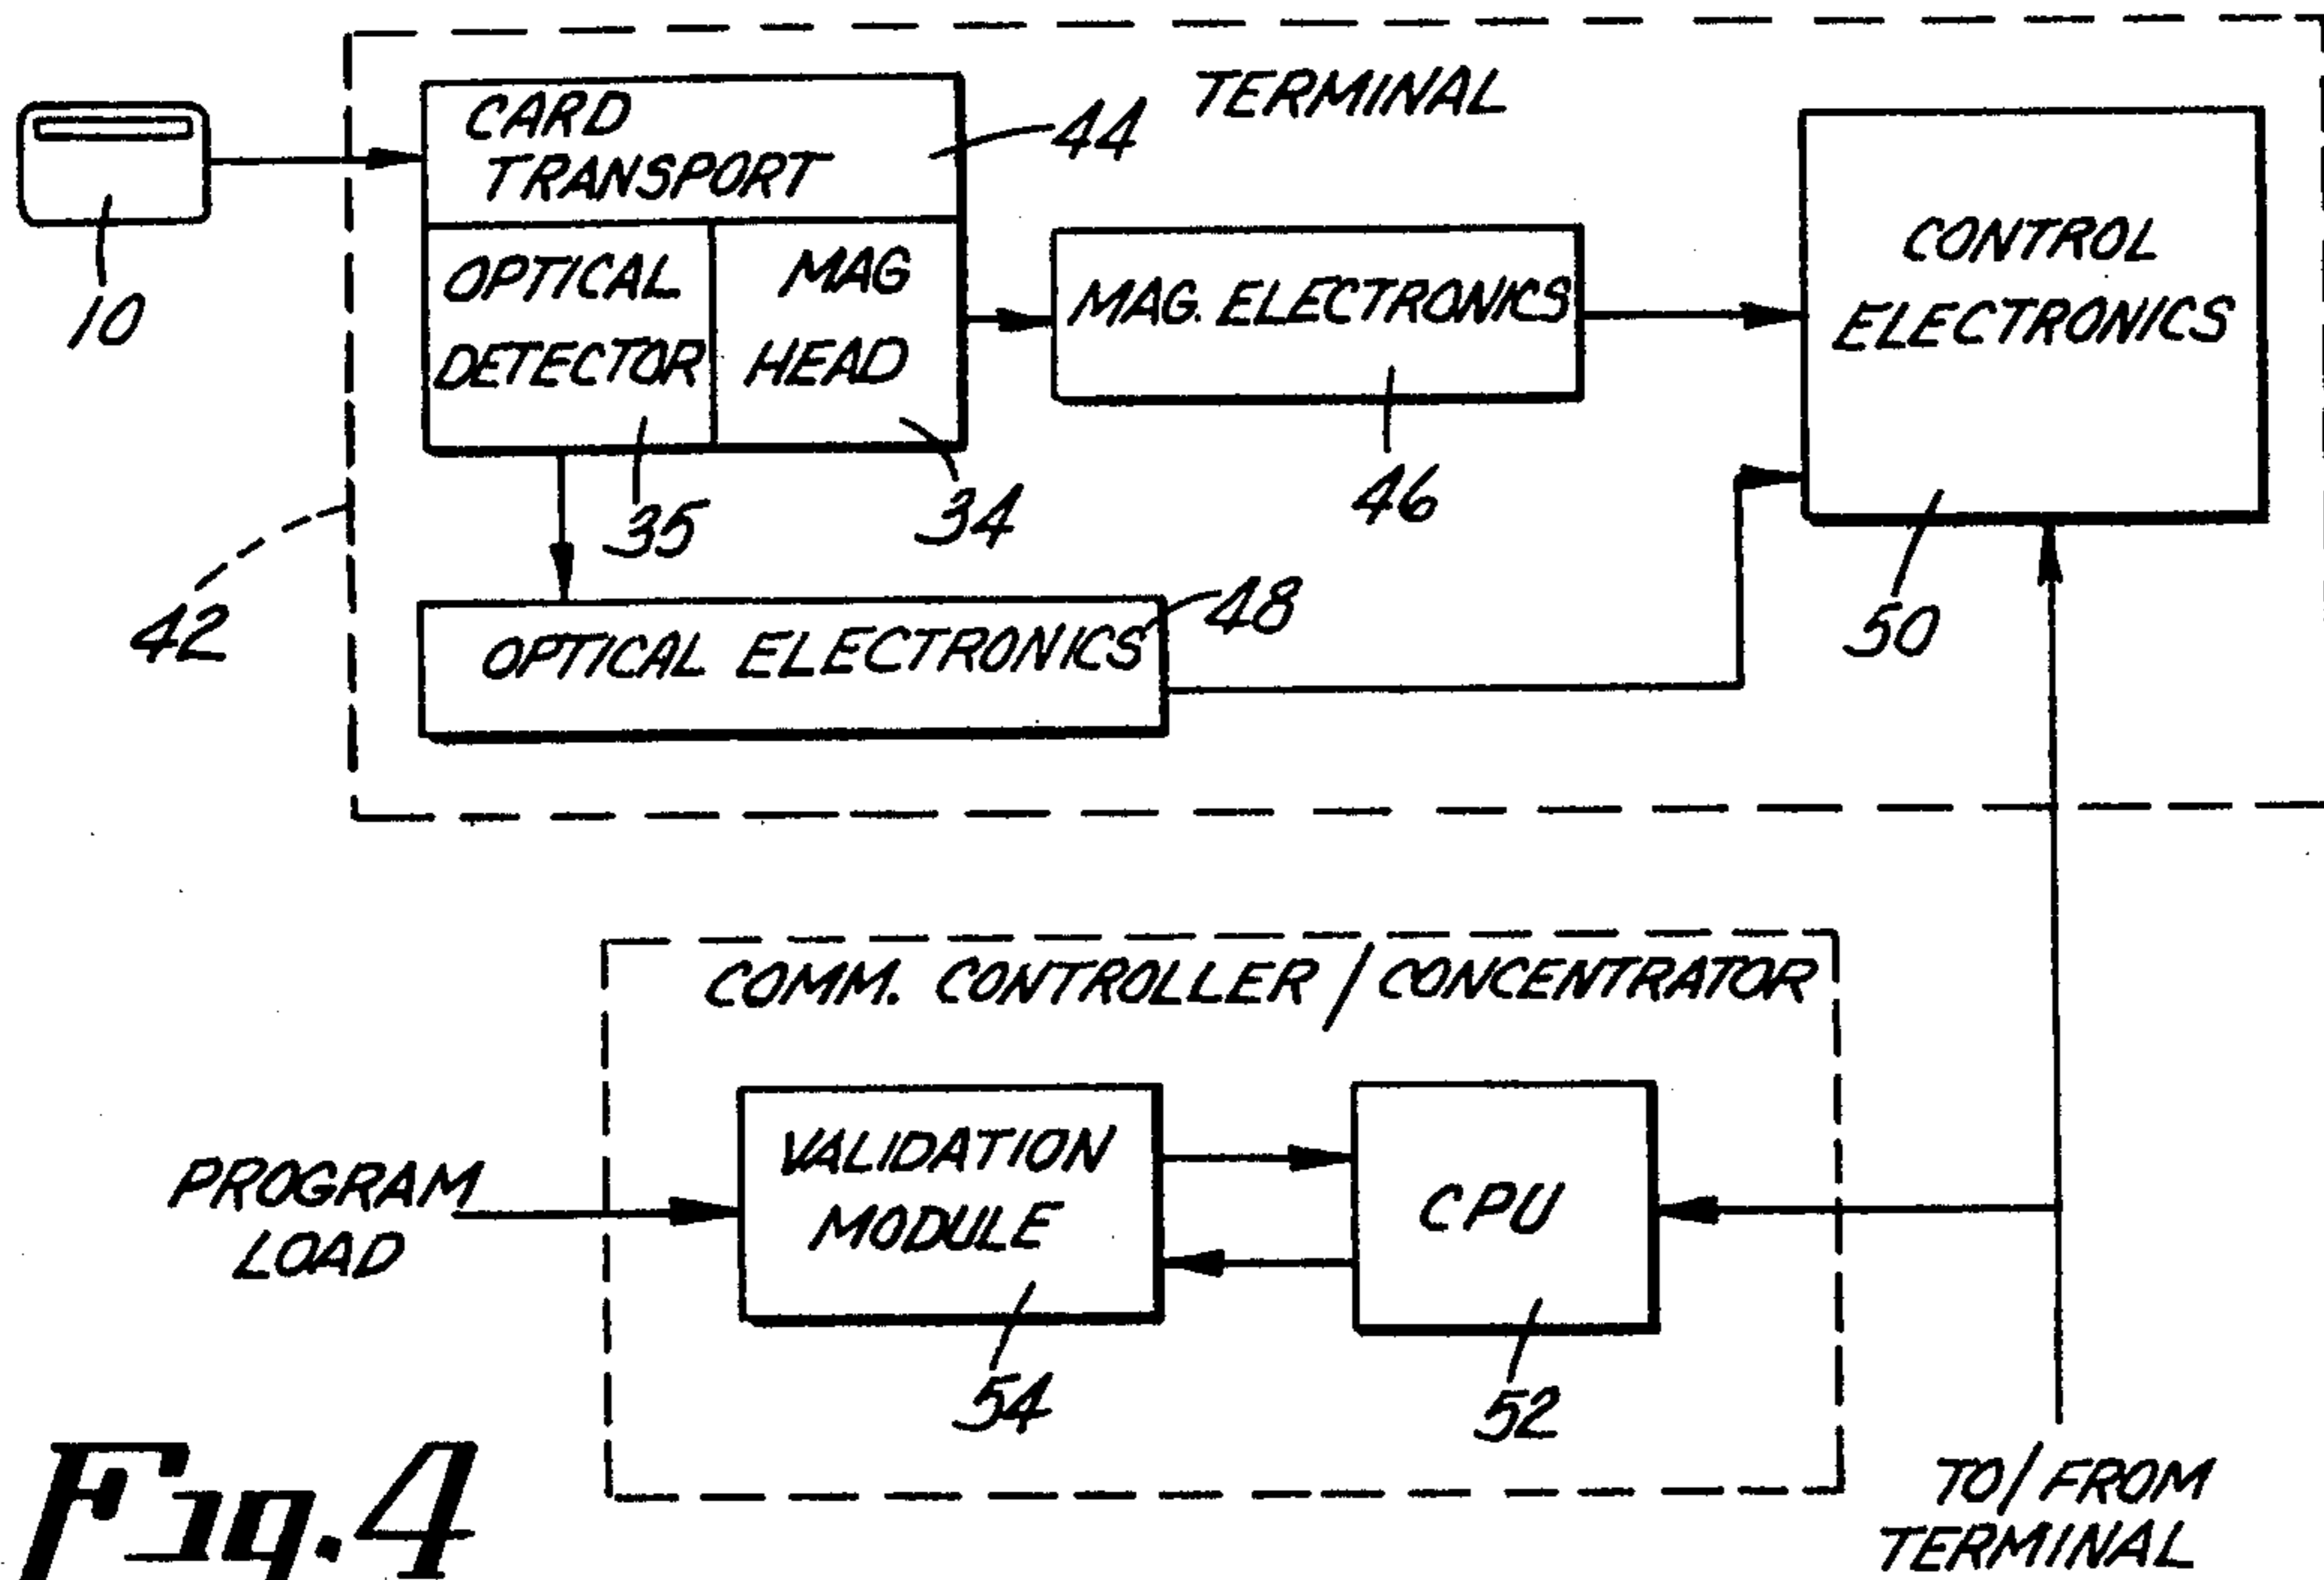 TERMINAL
CARD
TRANSPORT
44
10
OPTICAL
DETECTOR
MAG
HEAD
MAG. ELECTRONICS
CONTROL
ELECTRONICS
35
34
46
42
48
50
OPTICAL ELECTRONICS
COMM. CONTROLLER / CONCENTRATOR
PROGRAM
LOAD
VALIDATION
MODULE
CPU
54
52
TO/FROM
TERMINAL
Fig. 4